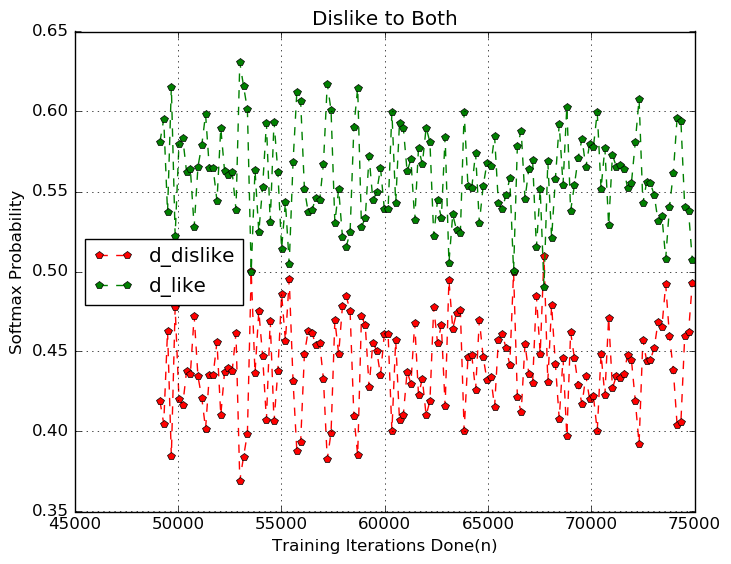 Dislike to Both
Softmax Probability
0.65
0.60
0.55
0.50
0.45
0.40
0.35
d_dislike
d_like
45000 50000 55000 60000 65000 70000 75000
Training Iterations Done(n)